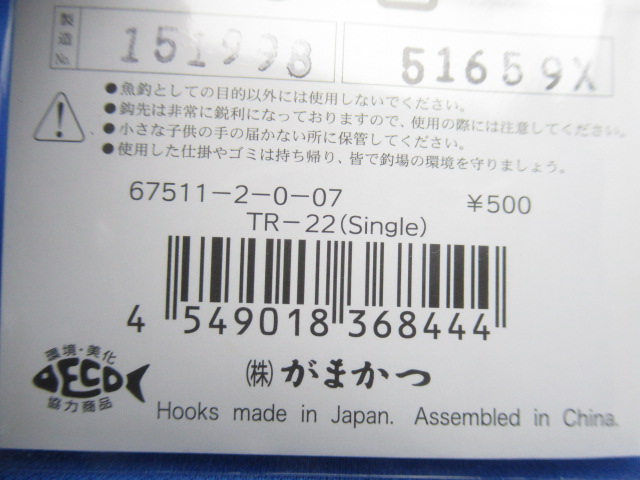 製造No. 151998 51659X
●魚釣としての目的以外には使用しないでください。
●鈎先は非常に鋭利になっておりますので、使用の際には注意してください。
●小さな子供の手の届かない所に保管してください。
●使用した仕掛やゴミは持ち帰り、皆で釣場の環境を守りましょう。
67511-2-0-07 ¥500
TR-22(Single)
4 549018 368444
環境・美化
ECO
協力商品
(株)がまかつ
Hooks made in Japan. Assembled in China.